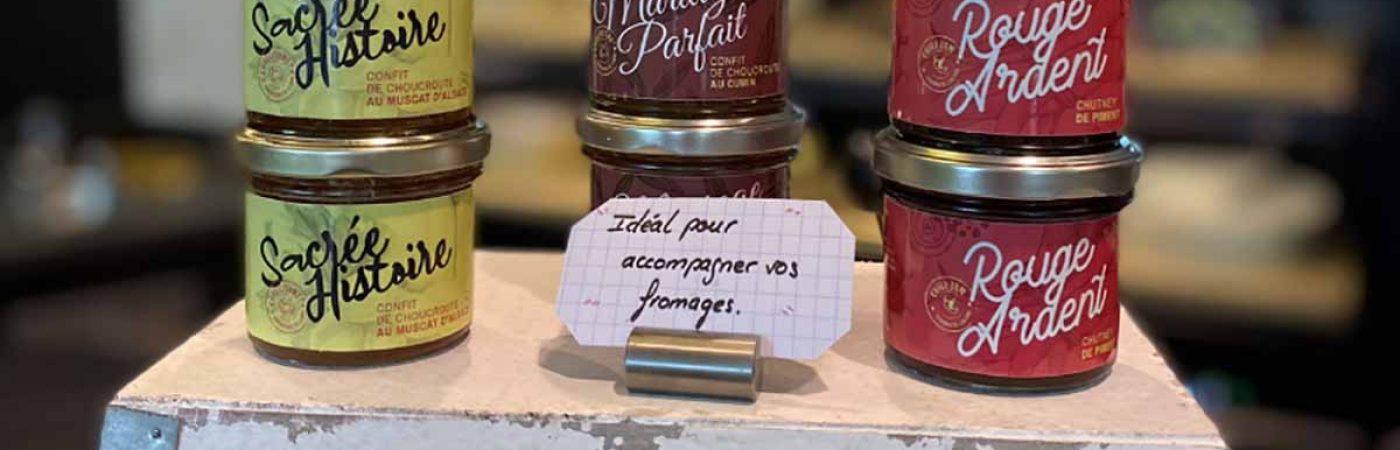 Sacrée
Histoire
CONFIT
DE CHOUCROUTE
AU MUSCAT D'ALSACE
Parfait
CONFIT
DE CHOUCROUTE
AU CUMIN
Rouge
Ardent
CHUTNEY
DE PIMENT
Sacrée
Histoire
CONFIT
DE CHOUCROUTE
AU MUSCAT D'ALSACE
Idéal pour
accompagner vos
fromages.
Rouge
Ardent
CHUTNEY
DE PIMENT